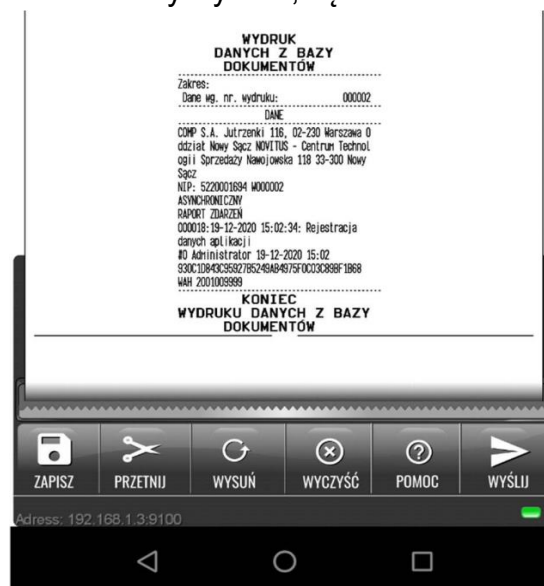 WYDRUK
DANYCH Z BAZY
DOKUMENTÓW
Zakres:
Dane wg. nr. wydruku: 000002
DANE
COMP S.A. Jutrzenki 116, 02-230 Warszawa O
ddział Nowy Sącz NOVITUS - Centrum Technol
ogii Sprzedaży Nawojowska 118 33-300 Nowy
Sącz
NIP: 5220001694 W000002
ASYNCHRONICZNY
RAPORT ZDARZEŃ
000018:19-12-2020 15:02:34: Rejestracja
danych aplikacji
#0 Administrator 19-12-2020 15:02
930C1D843C95927B5249AB4975F0C03C89BF1B68
WAH 2001009999
KONIEC
WYDRUKU DANYCH Z BAZY
DOKUMENTÓW
ZAPISZ PRZETNIJ WYSUŃ WYCZYŚĆ POMOC WYŚLIJ
Adress: 192.168.1.3:9100